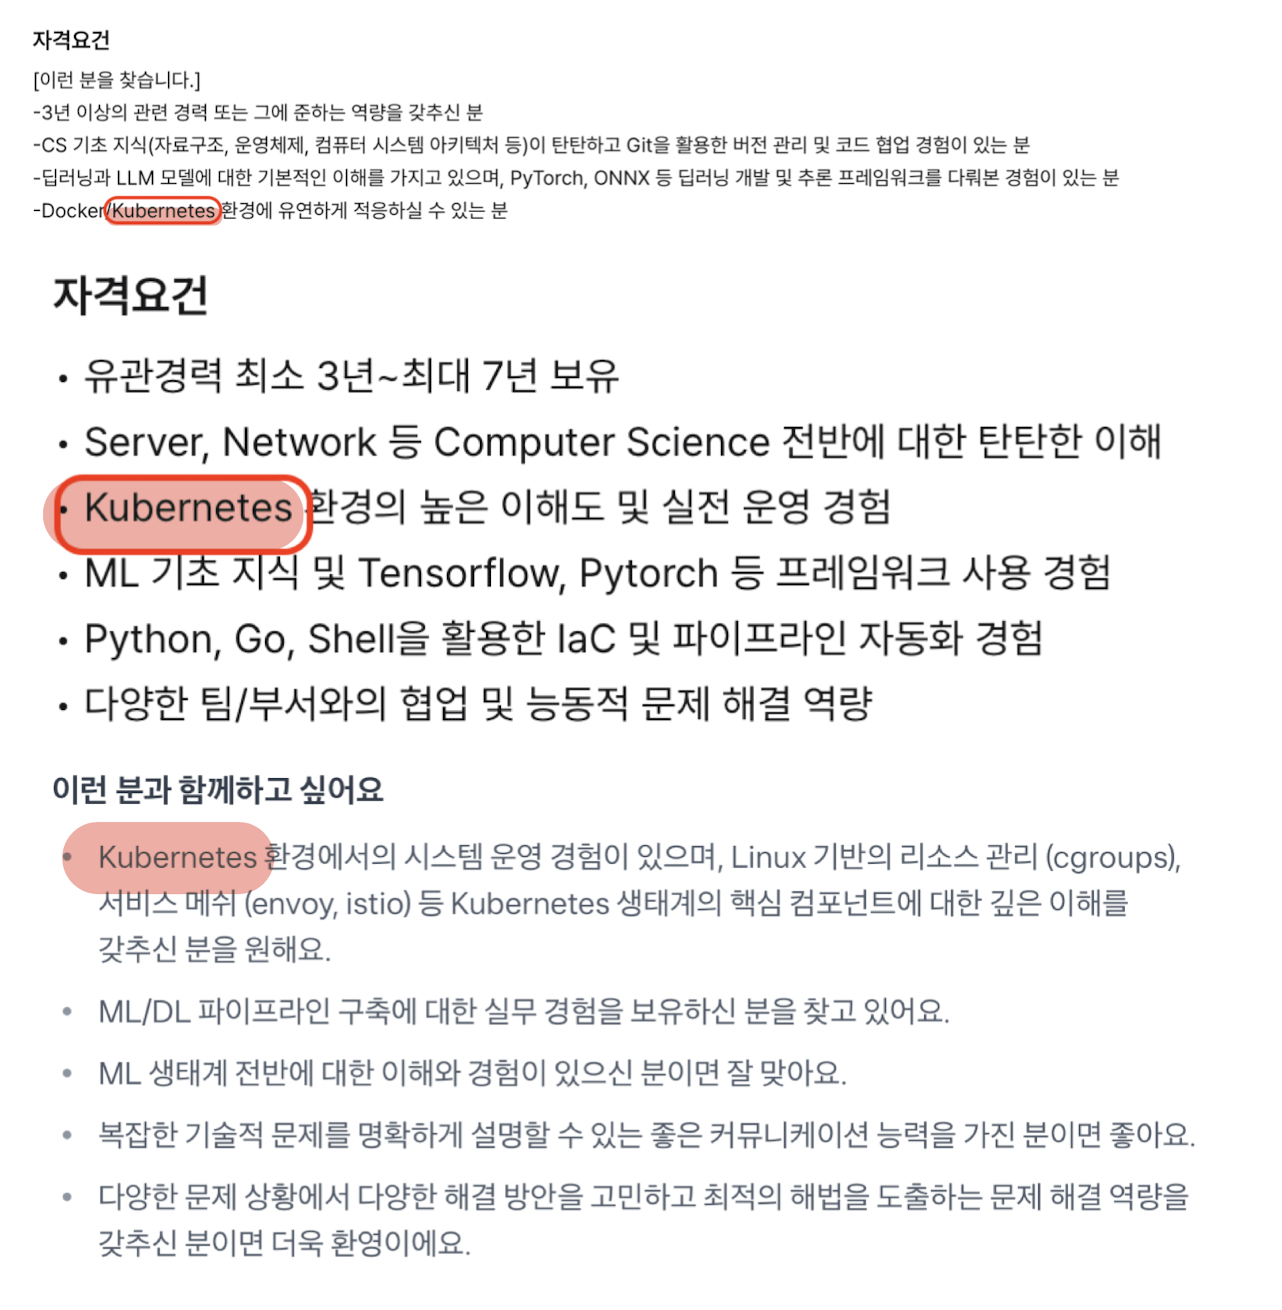 자격요건
[이런 분을 찾습니다.]
-3년 이상의 관련 경력 또는 그에 준하는 역량을 갖추신 분
-CS 기초 지식(자료구조, 운영체제, 컴퓨터 시스템 아키텍처 등)이 탄탄하고 Git을 활용한 버전 관리 및 코드 협업 경험이 있는 분
-딥러닝과 LLM 모델에 대한 기본적인 이해를 가지고 있으며, PyTorch, ONNX 등 딥러닝 개발 및 추론 프레임워크를 다뤄본 경험이 있는 분
-Docker/Kubernetes 환경에 유연하게 적응하실 수 있는 분
자격요건
• 유관경력 최소 3년~최대 7년 보유
• Server, Network 등 Computer Science 전반에 대한 탄탄한 이해
• Kubernetes 환경의 높은 이해도 및 실전 운영 경험
• ML 기초 지식 및 Tensorflow, Pytorch 등 프레임워크 사용 경험
• Python, Go, Shell을 활용한 IaC 및 파이프라인 자동화 경험
• 다양한 팀/부서와의 협업 및 능동적 문제 해결 역량
이런 분과 함께하고 싶어요
• Kubernetes 환경에서의 시스템 운영 경험이 있으며, Linux 기반의 리소스 관리 (cgroups),
서비스 메쉬 (envoy, istio) 등 Kubernetes 생태계의 핵심 컴포넌트에 대한 깊은 이해를
갖추신 분을 원해요.
• ML/DL 파이프라인 구축에 대한 실무 경험을 보유하신 분을 찾고 있어요.
• ML 생태계 전반에 대한 이해와 경험이 있으신 분이면 잘 맞아요.
• 복잡한 기술적 문제를 명확하게 설명할 수 있는 좋은 커뮤니케이션 능력을 가진 분이면 좋아요.
• 다양한 문제 상황에서 다양한 해결 방안을 고민하고 최적의 해법을 도출하는 문제 해결 역량을
갖추신 분이면 더욱 환영이에요.